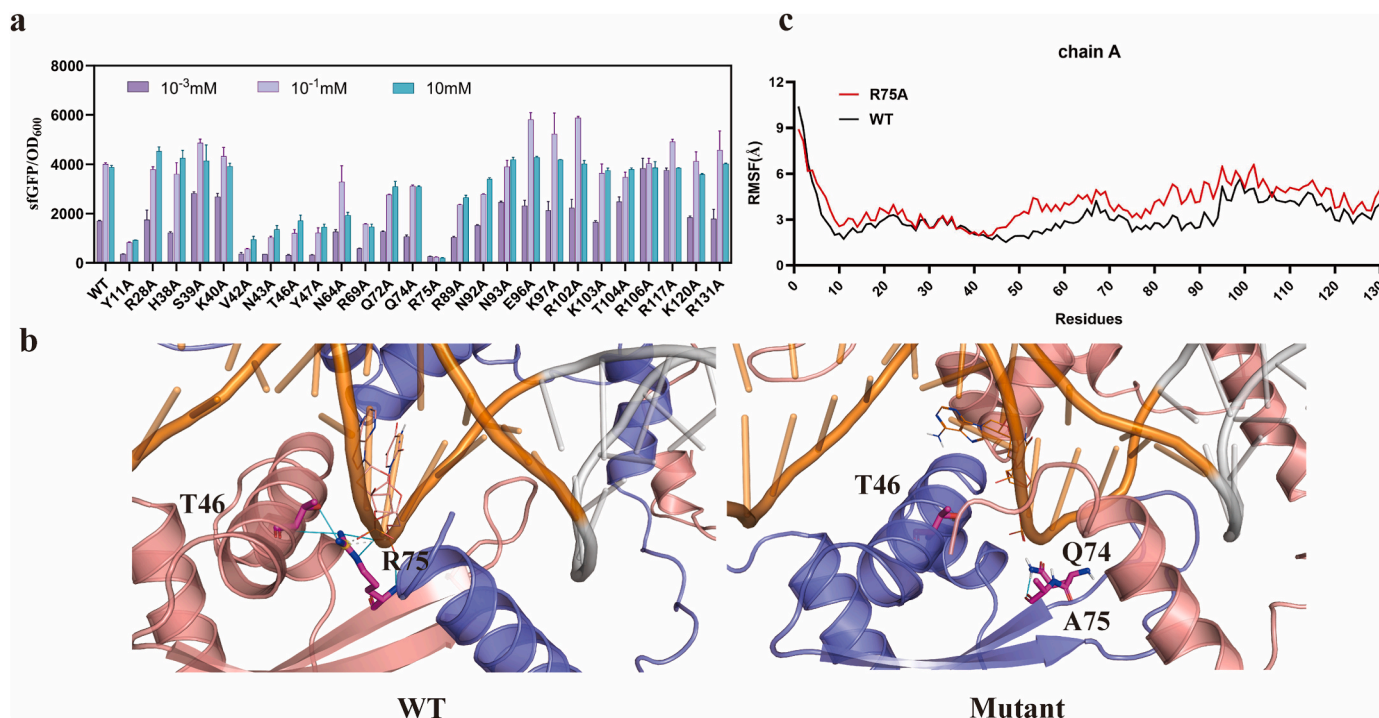 a
sfGFP/OD600
8000
6000
4000
2000
0
10-3mM
10-1mM
10mM
WT
Y11A
R28A
H38A
S39A
K40A
V42A
N43A
T46A
Y47A
N64A
R69A
Q72A
Q74A
R75A
R89A
N92A
N93A
E96A
K97A
R102A
K103A
T104A
R106A
R117A
K120A
R131A
c
chain A
RMSF(Å)
12
9
6
3
0
R75A
WT
0
10
20
30
40
50
60
70
80
90
100
110
120
130
Residues
b
T46
R75
WT
T46
Q74
A75
Mutant